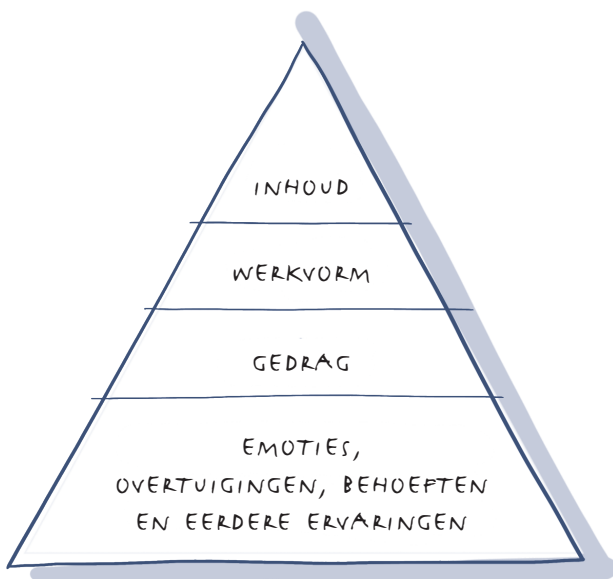 INHOUD
WERKVORM
GEDRAG
EMOTIES,
OVERTUIGINGEN, BEHOEFTEN
EN EERDERE ERVARINGEN